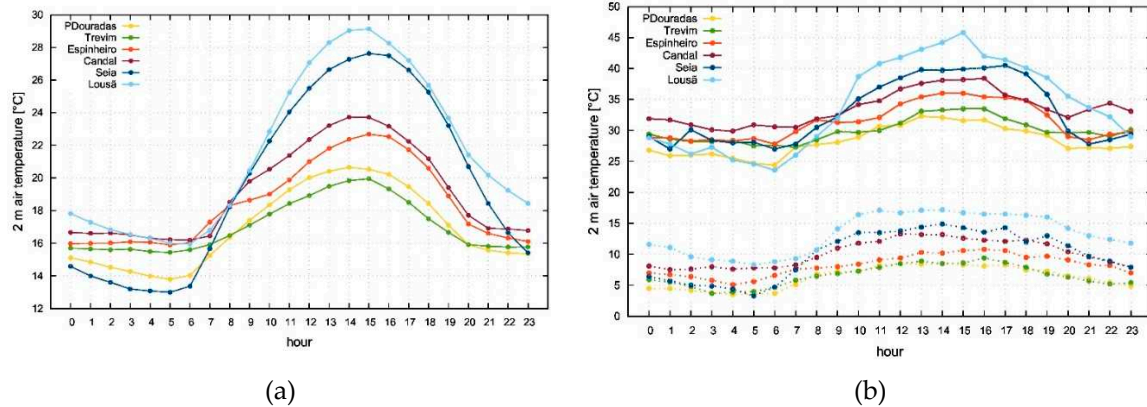 PDouradas
Trevim
Espinheiro
Candal
Seia
Lousã
2 m air temperature [°C]
30
28
26
24
22
20
18
16
14
12
0 1 2 3 4 5 6 7 8 9 10 11 12 13 14 15 16 17 18 19 20 21 22 23
hour
(a)
PDouradas
Trevim
Espinheiro
Candal
Seia
Lousã
2 m air temperature [°C]
50
45
40
35
30
25
20
15
10
5
0
0 1 2 3 4 5 6 7 8 9 10 11 12 13 14 15 16 17 18 19 20 21 22 23
hour
(b)